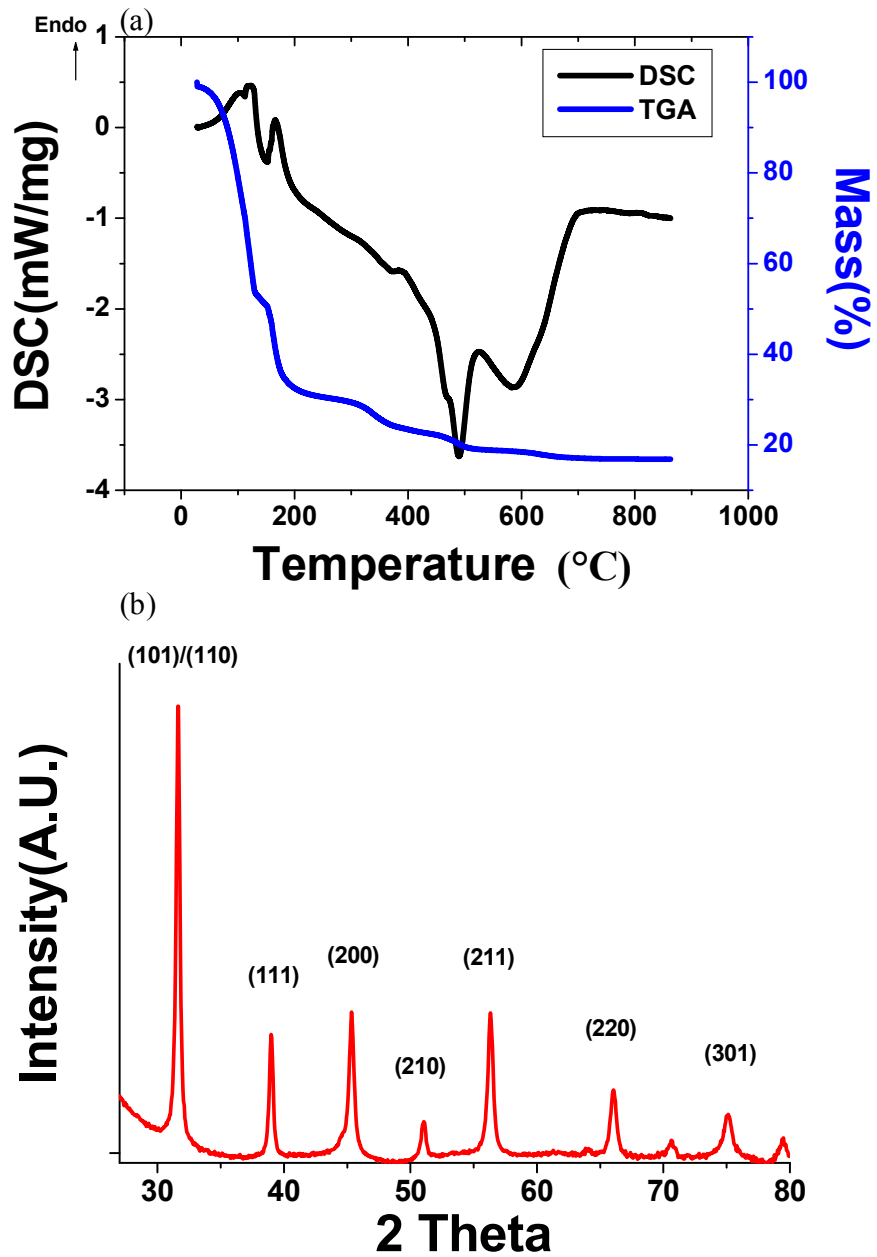 (a)
Endo
1
0
-1
-2
-3
-4
DSC(mW/mg)
DSC
TGA
100
80
60
40
20
Mass(%)
0 200 400 600 800 1000
Temperature (°C)
(b)
(101)/(110)
(111)
(200)
(210)
(211)
(220)
(301)
Intensity(A.U.)
30 40 50 60 70 80
2 Theta